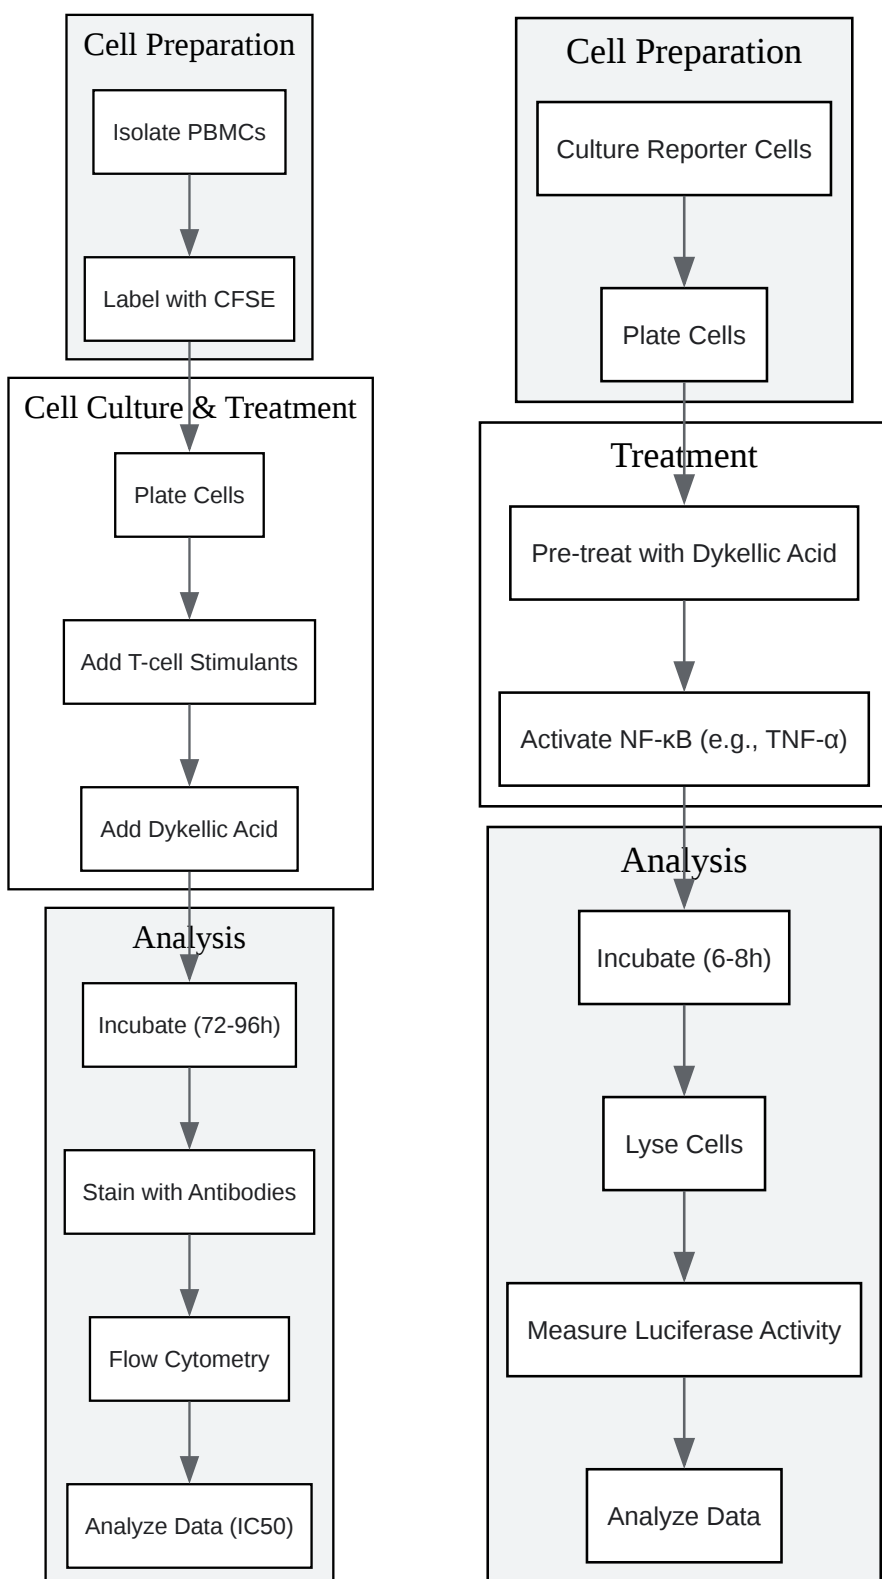 Cell Preparation
Isolate PBMCs
Label with CFSE
Cell Culture & Treatment
Plate Cells
Add T-cell Stimulants
Add Dykellic Acid
Analysis
Incubate (72-96h)
Stain with Antibodies
Flow Cytometry
Analyze Data (IC50)
Cell Preparation
Culture Reporter Cells
Plate Cells
Treatment
Pre-treat with Dykellic Acid
Activate NF-κB (e.g., TNF-α)
Analysis
Incubate (6-8h)
Lyse Cells
Measure Luciferase Activity
Analyze Data